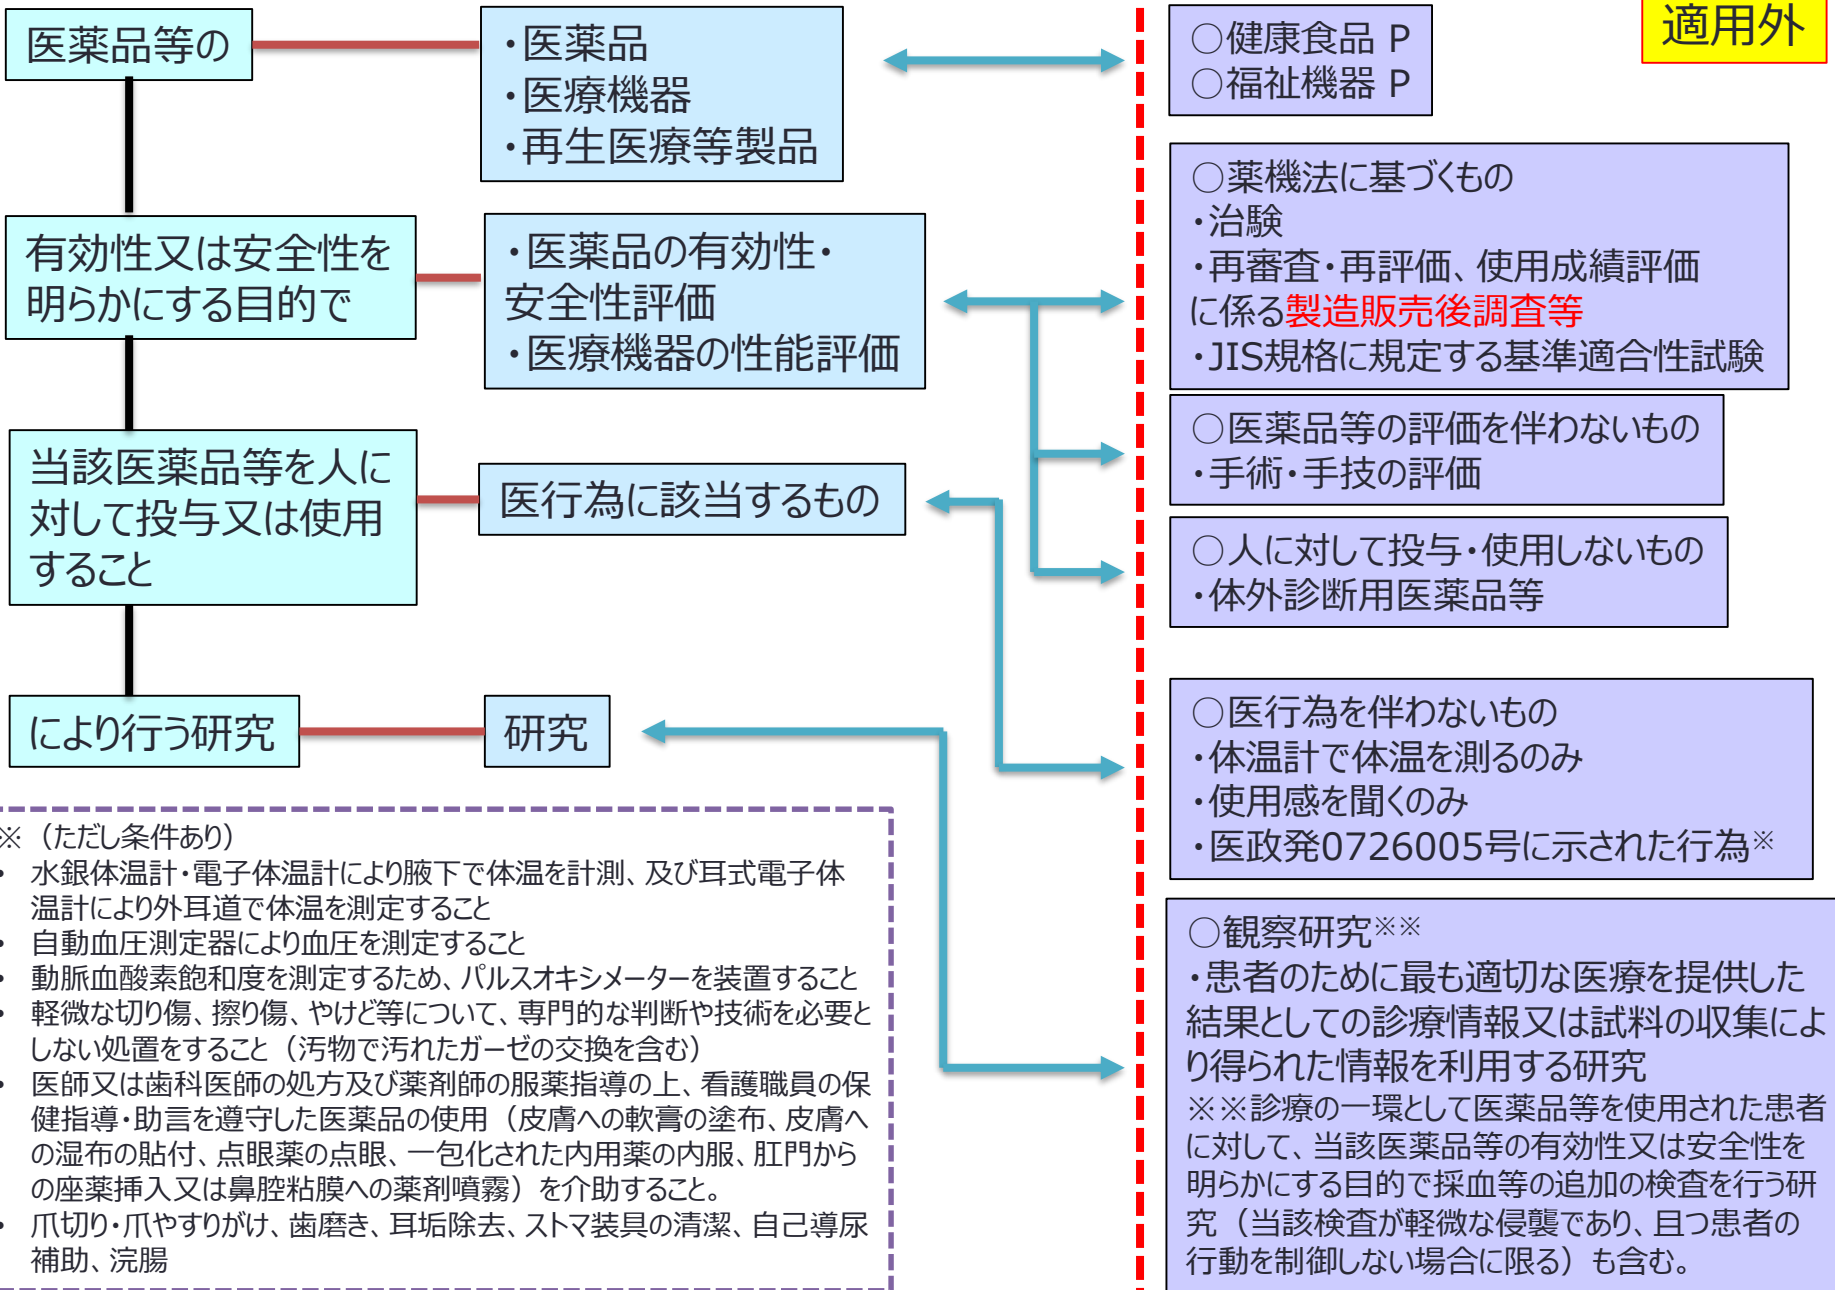 医薬品等の
・医薬品
・医療機器
・再生医療等製品
○健康食品 P
○福祉機器 P
適用外
有効性又は安全性を
明らかにする目的で
・医薬品の有効性・
安全性評価
・医療機器の性能評価
○薬機法に基づくもの
・治験
・再審査・再評価、使用成績評価
に係る製造販売後調査等
・JIS規格に規定する基準適合性試験
○医薬品等の評価を伴わないもの
・手術・手技の評価
当該医薬品等を人に
対して投与又は使用
すること
医行為に該当するもの
○人に対して投与・使用しないもの
・体外診断用医薬品等
により行う研究
研究
○医行為を伴わないもの
・体温計で体温を測るのみ
・使用感を聞くのみ
・医政発0726005号に示された行為※
※（ただし条件あり）
• 水銀体温計・電子体温計により腋下で体温を計測、及び耳式電子体
温計により外耳道で体温を測定すること
• 自動血圧測定器により血圧を測定すること
• 動脈血酸素飽和度を測定するため、パルスオキシメーターを装置すること
• 軽微な切り傷、擦り傷、やけど等について、専門的な判断や技術を必要と
しない処置をすること（汚物で汚れたガーゼの交換を含む）
• 医師又は歯科医師の処方及び薬剤師の服薬指導の上、看護職員の保
健指導・助言を遵守した医薬品の使用（皮膚への軟膏の塗布、皮膚へ
の湿布の貼付、点眼薬の点眼、一包化された内用薬の内服、肛門から
の座薬挿入又は鼻腔粘膜への薬剤噴霧）を介助すること。
• 爪切り・爪やすりがけ、歯磨き、耳垢除去、ストマ装具の清潔、自己導尿
補助、浣腸
○観察研究※※
・患者のために最も適切な医療を提供した
結果としての診療情報又は試料の収集によ
り得られた情報を利用する研究
※※診療の一環として医薬品等を使用された患者
に対して、当該医薬品等の有効性又は安全性を
明らかにする目的で採血等の追加の検査を行う研
究（当該検査が軽微な侵襲であり、且つ患者の
行動を制御しない場合に限る）も含む。